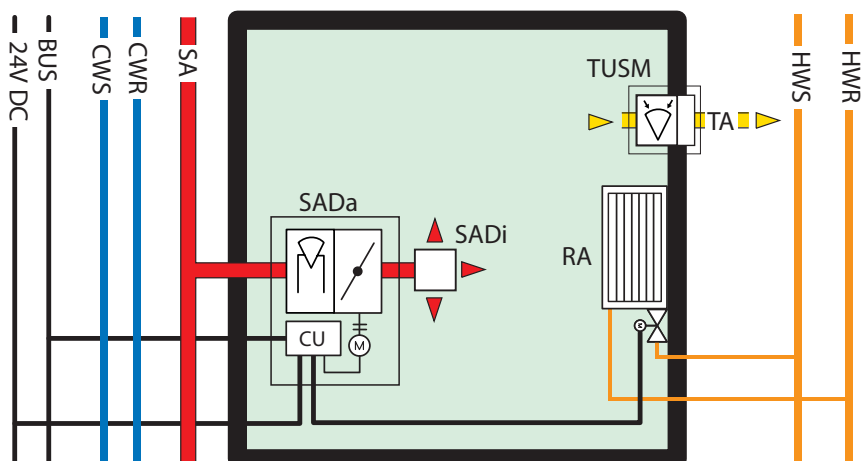 24V DC
BUS
CWS
CWR
SA
TUSM
TA
HWS
HWR
SADa
SADi
RA
CU
M
M